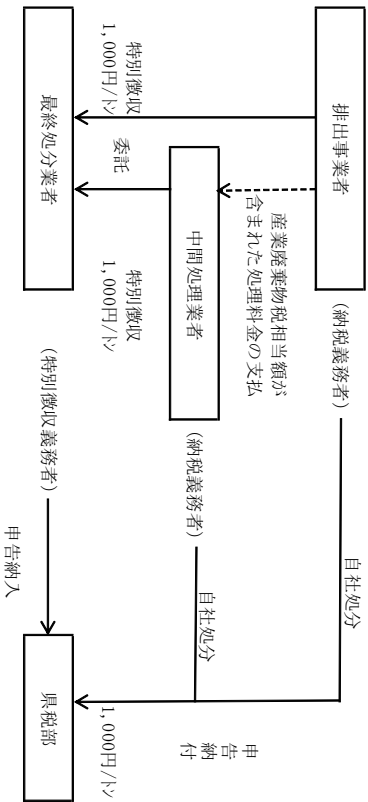 排出事業者
(納税義務者)
自社処分
産業廃棄物税相当額が
含まれた処理料金の支払
中間処理業者
(納税義務者)
自社処分
申告
納
付
特別徴収
1,000円/トン
委託
特別徴収
1,000円/トン
最終処分業者
(特別徴収義務者)
申告納入
県税部
1,000円/トン